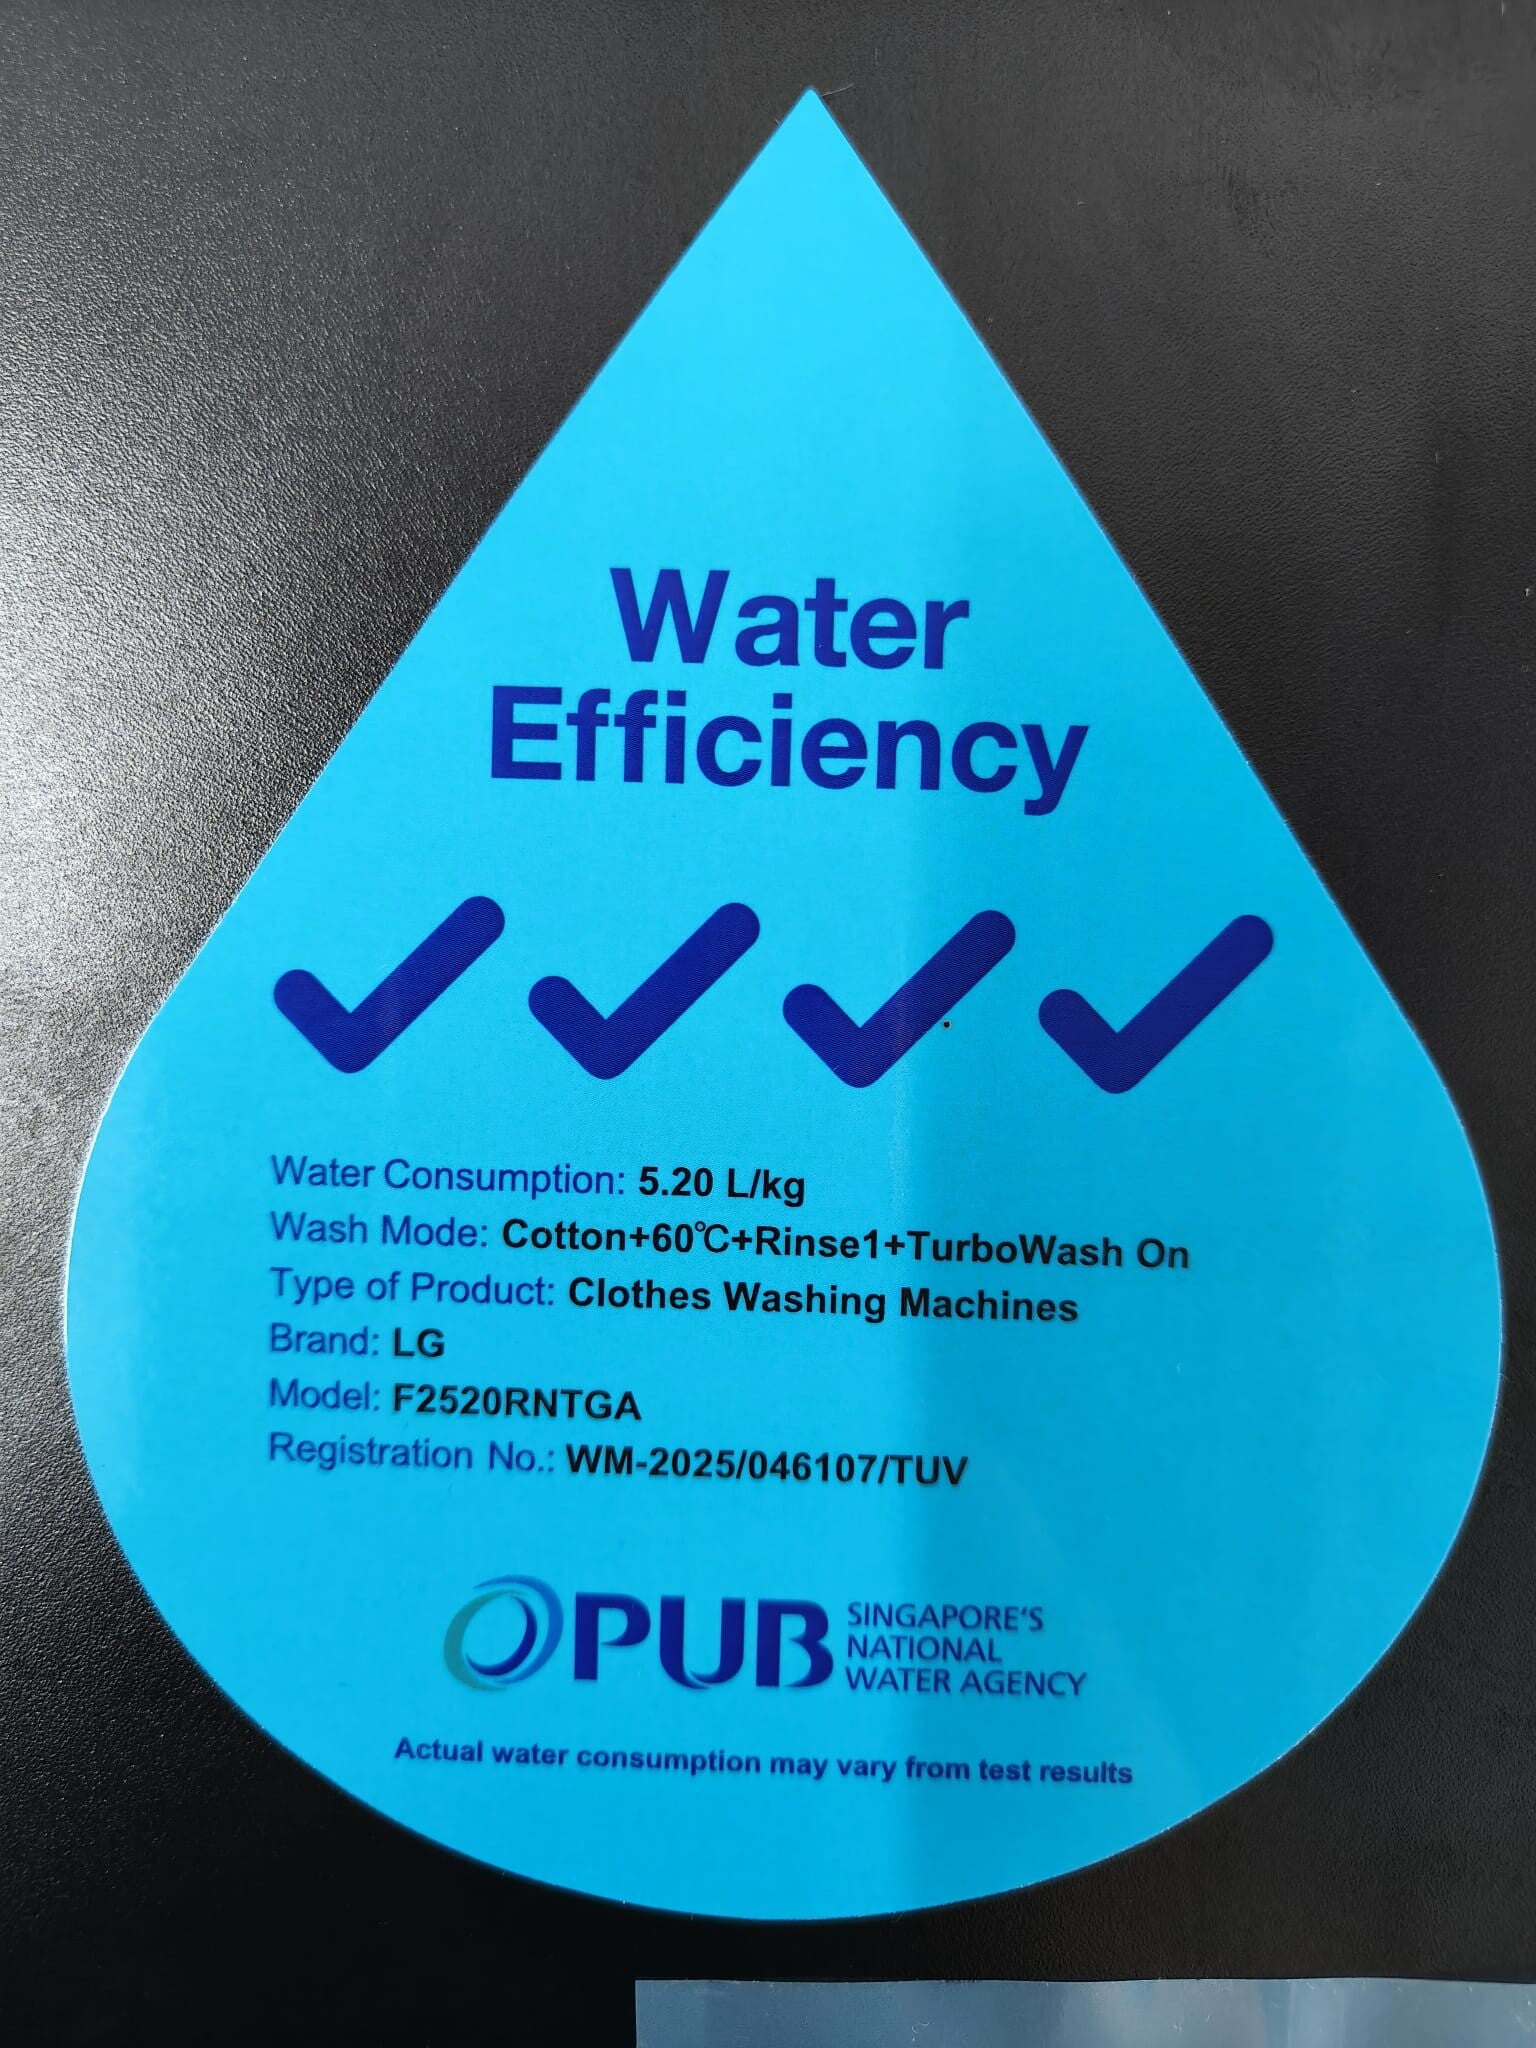 Water
Efficiency
Water Consumption: 5.20 L/kg
Wash Mode: Cotton+60℃+Rinse1+TurboWash On
Type of Product: Clothes Washing Machines
Brand: LG
Model: F2520RNTGA
Registration No.: WM-2025/046107/TUV
PUB
SINGAPORE'S
NATIONAL
WATER AGENCY
Actual water consumption may vary from test results